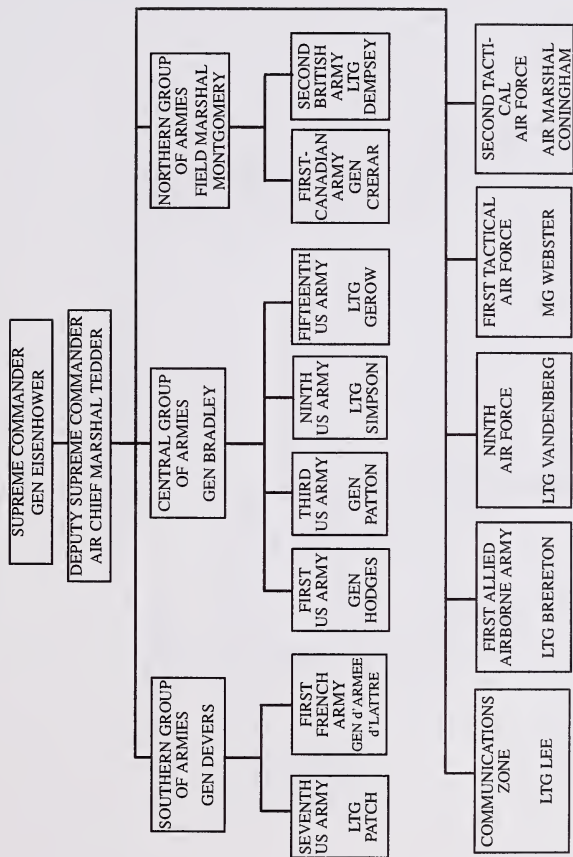 SUPREME COMMANDER
GEN EISENHOWER
DEPUTY SUPREME COMMANDER
AIR CHIEF MARSHAL TEDDER
SOUTHERN GROUP
OF ARMIES
GEN DEVERS
CENTRAL GROUP
OF ARMIES
GEN BRADLEY
NORTHERN GROUP
OF ARMIES
FIELD MARSHAL
MONTGOMERY
SEVENTH
US ARMY
LTG
PATCH
FIRST
FRENCH
ARMY
GEN d'ARMEE
d'LATTRE
FIRST
US ARMY
GEN
HODGES
THIRD
US ARMY
GEN
PATTON
NINTH
US ARMY
LTG
SIMPSON
FIFTEENTH
US ARMY
LTG
GEROW
FIRST-
CANADIAN
ARMY
GEN
CRERAR
SECOND
BRITISH
ARMY
LTG
DEMPSEY
COMMUNICATIONS
ZONE
LTG LEE
FIRST ALLIED
AIRBORNE ARMY
LTG BRERETON
NINTH
AIR FORCE
LTG VANDENBERG
FIRST TACTICAL
AIR FORCE
MG WEBSTER
SECOND TACTI-
CAL
AIR FORCE
AIR MARSHAL
CONINGHAM